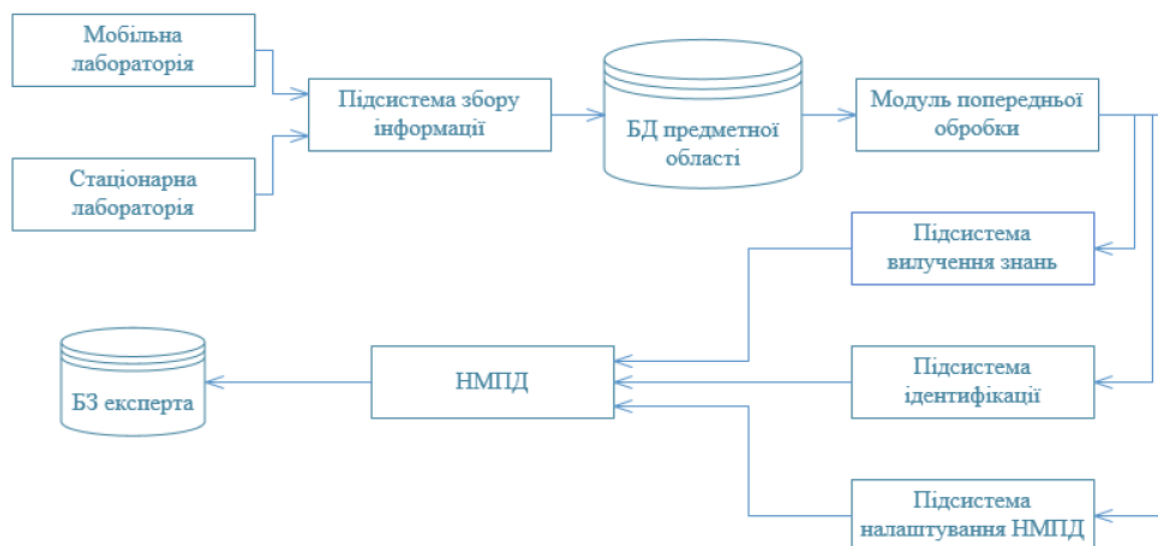 Мобільна
лабораторія
Підсистема збору
інформації
БД предметної
області
Модуль попередньої
обробки
Стаціонарна
лабораторія
Підсистема
вилучення знань
БЗ експерта
НМПД
Підсистема
ідентифікації
Підсистема
налаштування НМПД